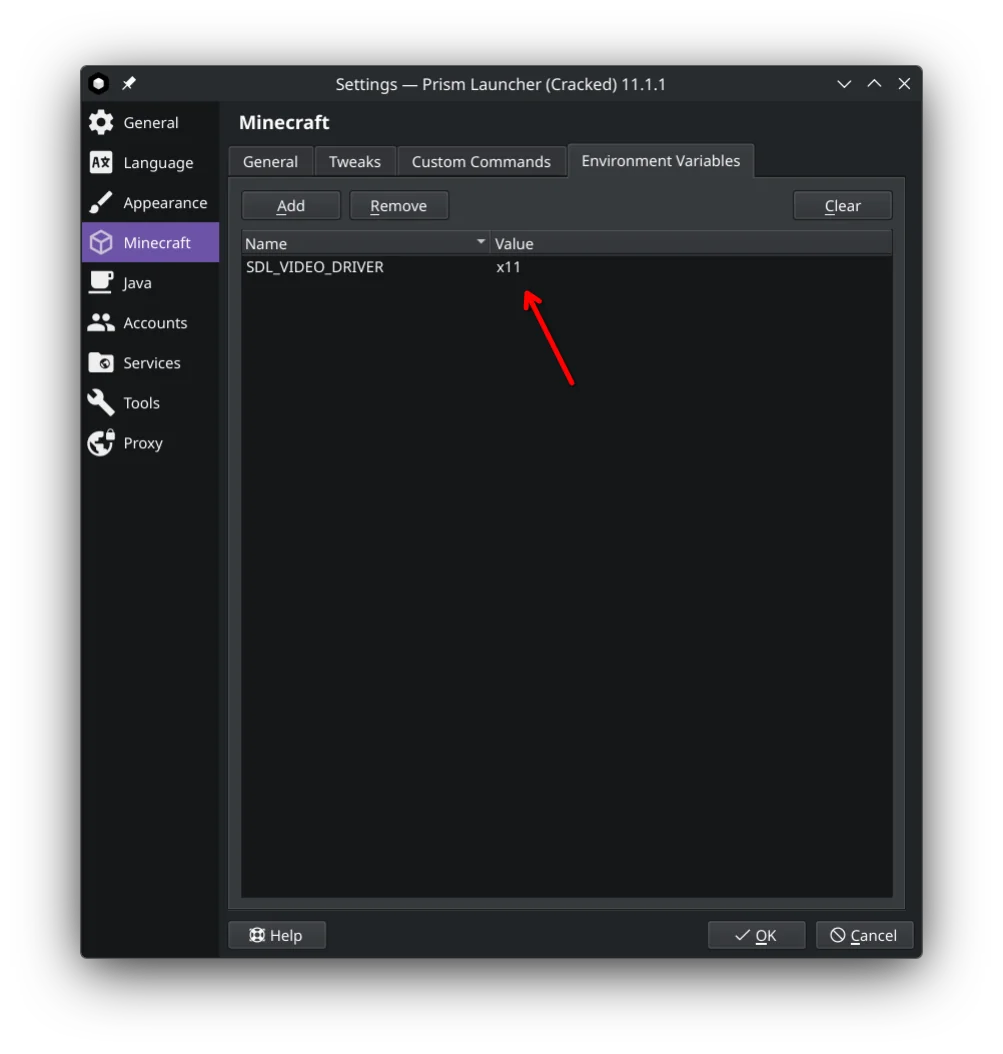 Settings — Prism Launcher (Cracked) 11.1.1
General
Language
Appearance
Minecraft
Java
Accounts
Services
Tools
Proxy
Minecraft
General Tweaks Custom Commands Environment Variables
Add Remove Clear
Name Value
SDL_VIDEO_DRIVER x11
Help OK Cancel